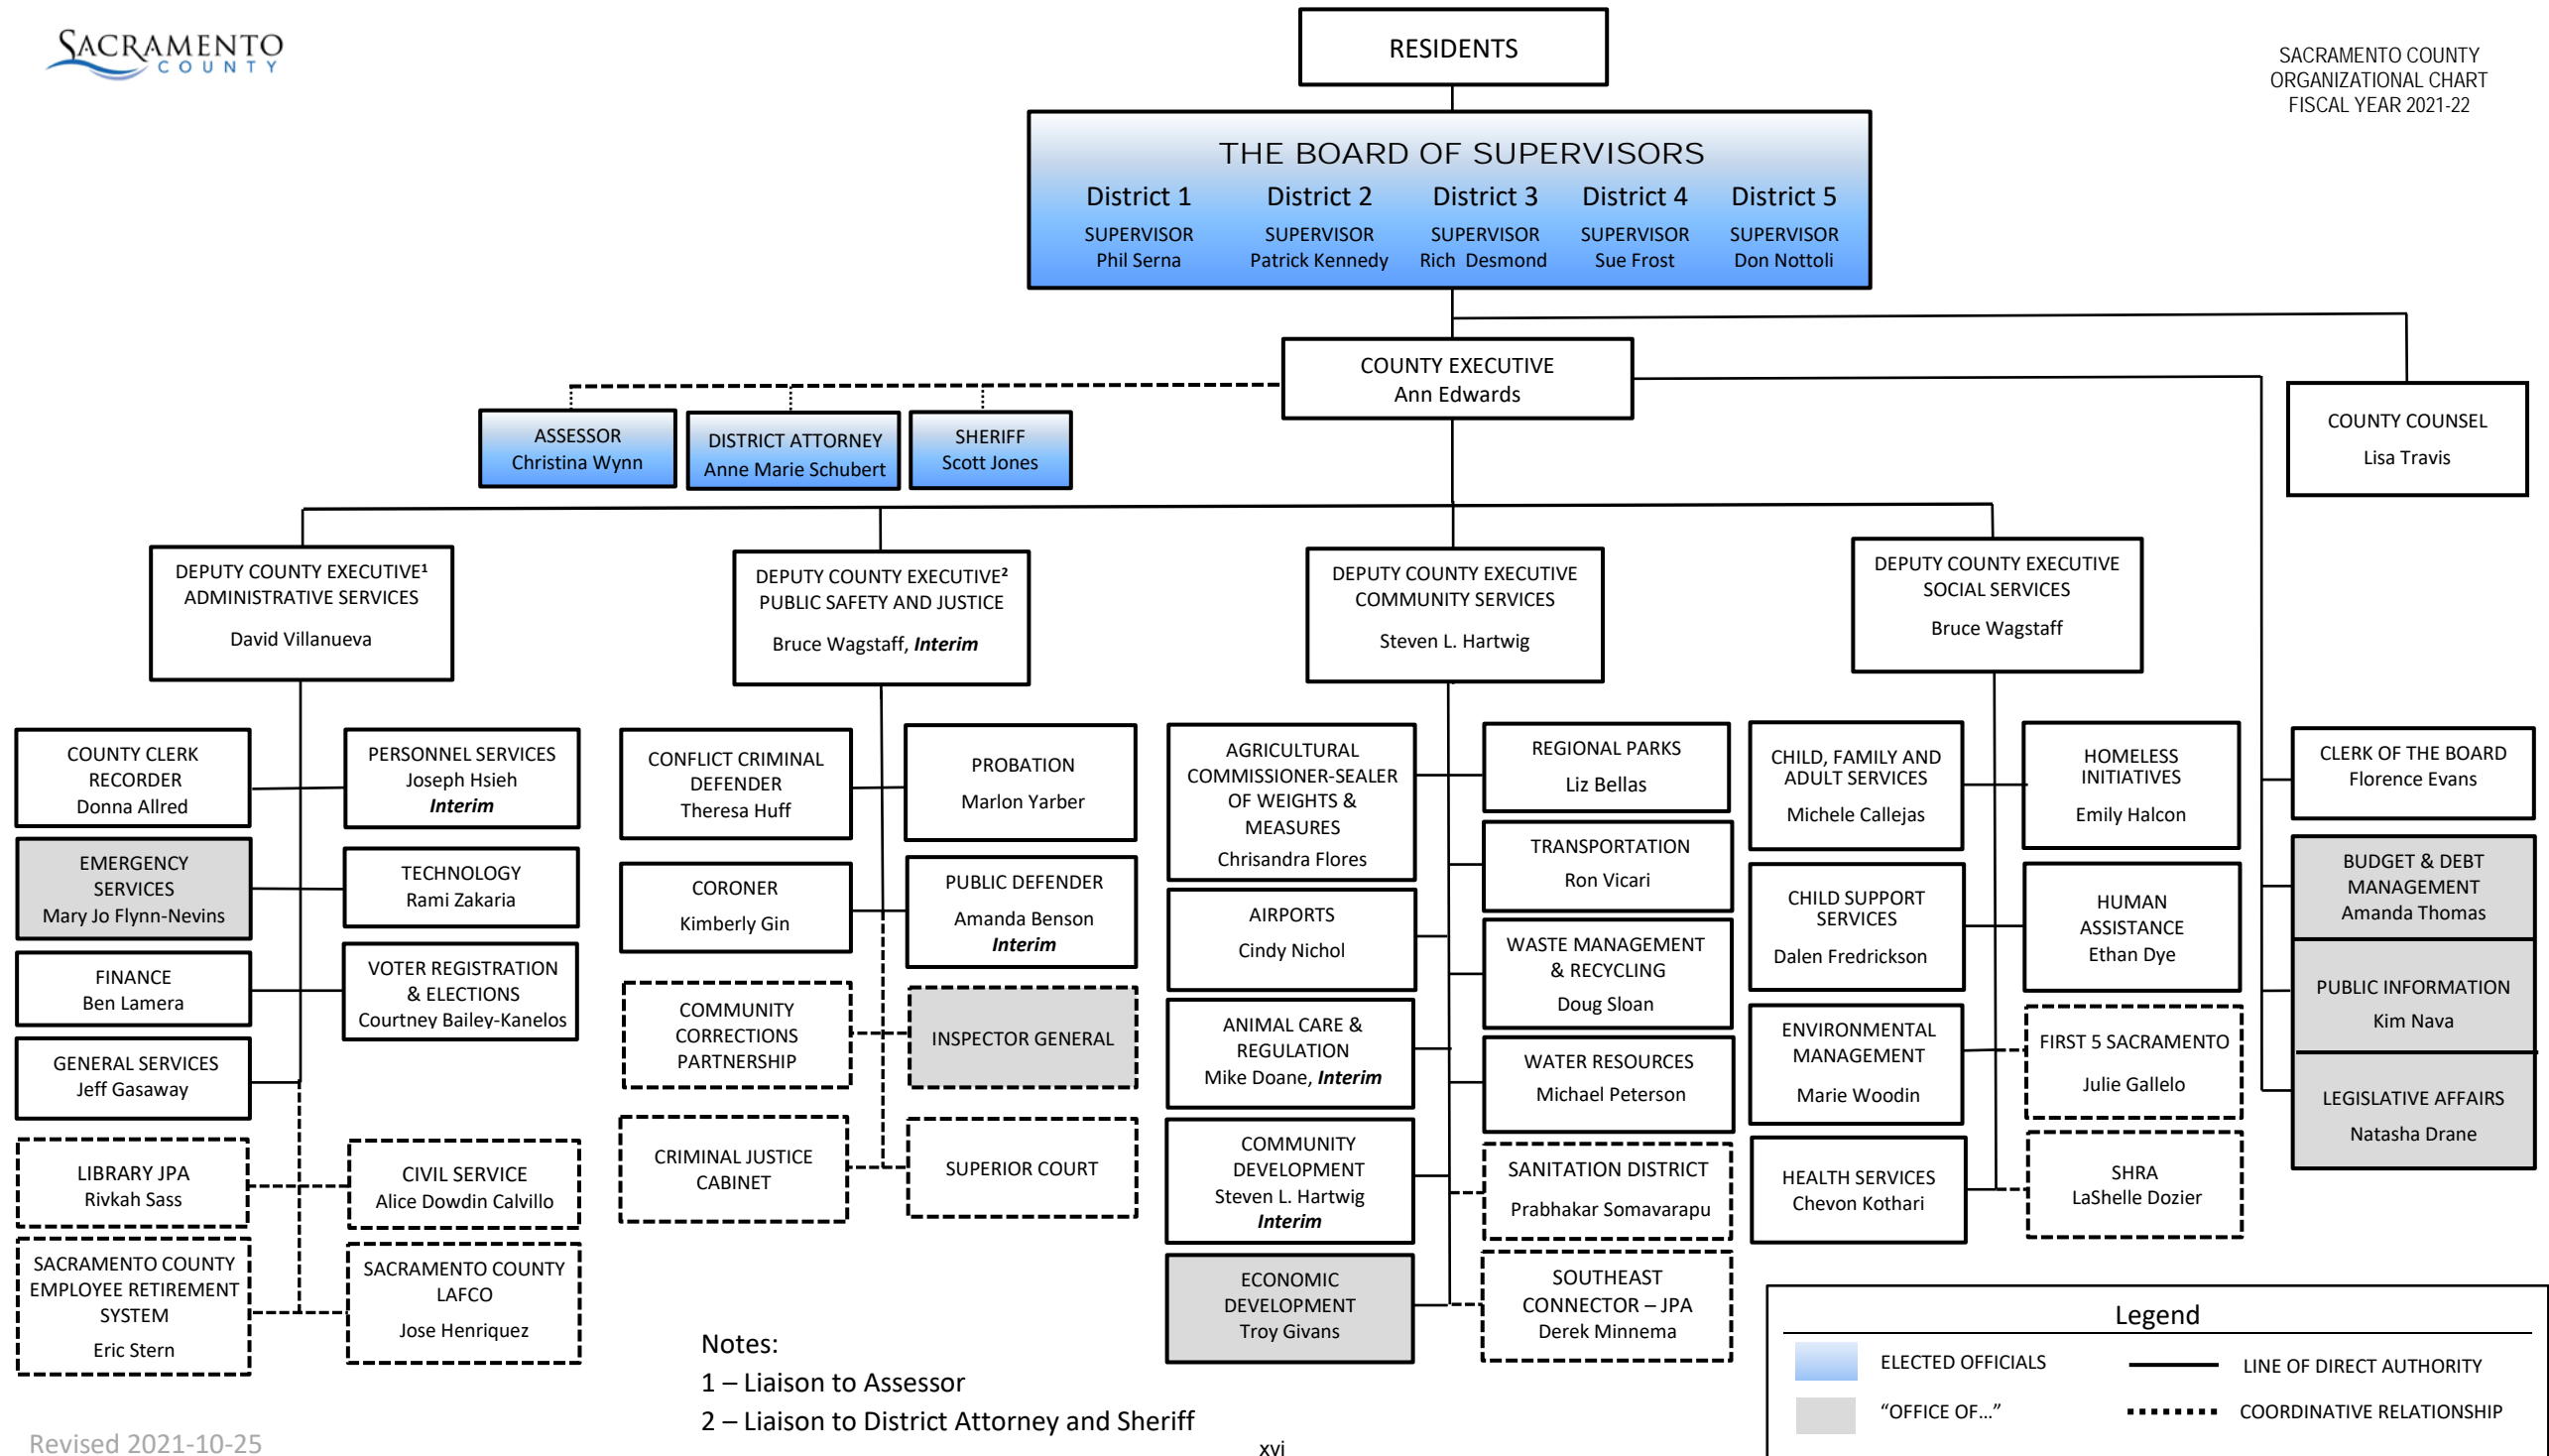 SACRAMENTO
COUNTY
RESIDENTS
SACRAMENTO COUNTY
ORGANIZATIONAL CHART
FISCAL YEAR 2021-22
THE BOARD OF SUPERVISORS
District 1
SUPERVISOR
Phil Serna
District 2
SUPERVISOR
Patrick Kennedy
District 3
SUPERVISOR
Rich Desmond
District 4
SUPERVISOR
Sue Frost
District 5
SUPERVISOR
Don Nottoli
COUNTY EXECUTIVE
Ann Edwards
COUNTY COUNSEL
Lisa Travis
ASSESSOR
Christina Wynn
DISTRICT ATTORNEY
Anne Marie Schubert
SHERIFF
Scott Jones
DEPUTY COUNTY EXECUTIVE¹
ADMINISTRATIVE SERVICES
David Villanueva
DEPUTY COUNTY EXECUTIVE²
PUBLIC SAFETY AND JUSTICE
Bruce Wagstaff, Interim
DEPUTY COUNTY EXECUTIVE
COMMUNITY SERVICES
Steven L. Hartwig
DEPUTY COUNTY EXECUTIVE
SOCIAL SERVICES
Bruce Wagstaff
COUNTY CLERK
RECORDER
Donna Allred
PERSONNEL SERVICES
Joseph Hsieh
Interim
EMERGENCY
SERVICES
Mary Jo Flynn-Nevins
TECHNOLOGY
Rami Zakaria
FINANCE
Ben Lamera
VOTER REGISTRATION
& ELECTIONS
Courtney Bailey-Kanelos
GENERAL SERVICES
Jeff Gasaway
LIBRARY JPA
Rivkah Sass
CIVIL SERVICE
Alice Dowdin Calvillo
SACRAMENTO COUNTY
EMPLOYEE RETIREMENT
SYSTEM
Eric Stern
SACRAMENTO COUNTY
LAFCO
Jose Henriquez
CONFLICT CRIMINAL
DEFENDER
Theresa Huff
PROBATION
Marlon Yarber
CORONER
Kimberly Gin
PUBLIC DEFENDER
Amanda Benson
Interim
COMMUNITY
CORRECTIONS
PARTNERSHIP
INSPECTOR GENERAL
CRIMINAL JUSTICE
CABINET
SUPERIOR COURT
AGRICULTURAL
COMMISSIONER-SEALER
OF WEIGHTS &
MEASURES
Chrisandra Flores
REGIONAL PARKS
Liz Bellas
TRANSPORTATION
Ron Vicari
AIRPORTS
Cindy Nichol
WASTE MANAGEMENT
& RECYCLING
Doug Sloan
ANIMAL CARE &
REGULATION
Mike Doane, Interim
WATER RESOURCES
Michael Peterson
COMMUNITY
DEVELOPMENT
Steven L. Hartwig
Interim
SANITATION DISTRICT
Prabhakar Somavarapu
ECONOMIC
DEVELOPMENT
Troy Givans
SOUTHEAST
CONNECTOR – JPA
Derek Minnema
CHILD, FAMILY AND
ADULT SERVICES
Michele Callejas
HOMELESS
INITIATIVES
Emily Halcon
CHILD SUPPORT
SERVICES
Dalen Fredrickson
HUMAN
ASSISTANCE
Ethan Dye
ENVIRONMENTAL
MANAGEMENT
Marie Woodin
FIRST 5 SACRAMENTO
Julie Gallelo
HEALTH SERVICES
Chevon Kothari
SHRA
LaShelle Dozier
CLERK OF THE BOARD
Florence Evans
BUDGET & DEBT
MANAGEMENT
Amanda Thomas
PUBLIC INFORMATION
Kim Nava
LEGISLATIVE AFFAIRS
Natasha Drane
Notes:
1 – Liaison to Assessor
2 – Liaison to District Attorney and Sheriff
Legend
ELECTED OFFICIALS
LINE OF DIRECT AUTHORITY
“OFFICE OF…”
COORDINATIVE RELATIONSHIP
Revised 2021-10-25
xvi